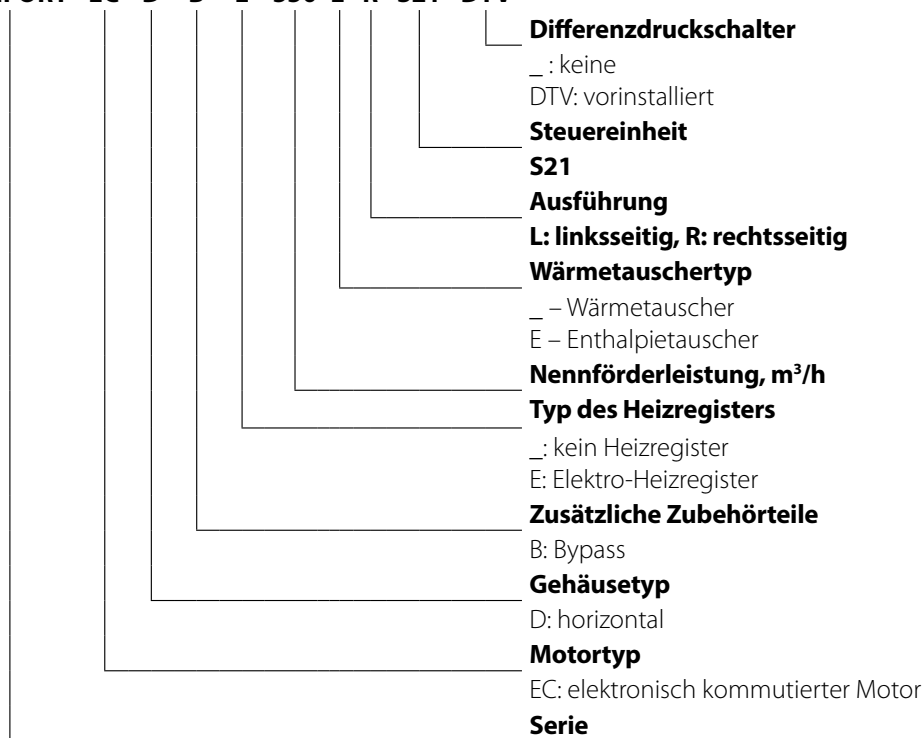 Differenzdruckschalter
_ : keine
DTV: vorinstalliert
Steuereinheit
S21
Ausführung
L: linksseitig, R: rechtsseitig
Wärmetauschertyp
_ – Wärmetauscher
E – Enthalpietauscher
Nennförderleistung, m³/h
Typ des Heizregisters
_: kein Heizregister
E: Elektro-Heizregister
Zusätzliche Zubehörteile
B: Bypass
Gehäusetyp
D: horizontal
Motortyp
EC: elektronisch kommutierter Motor
Serie